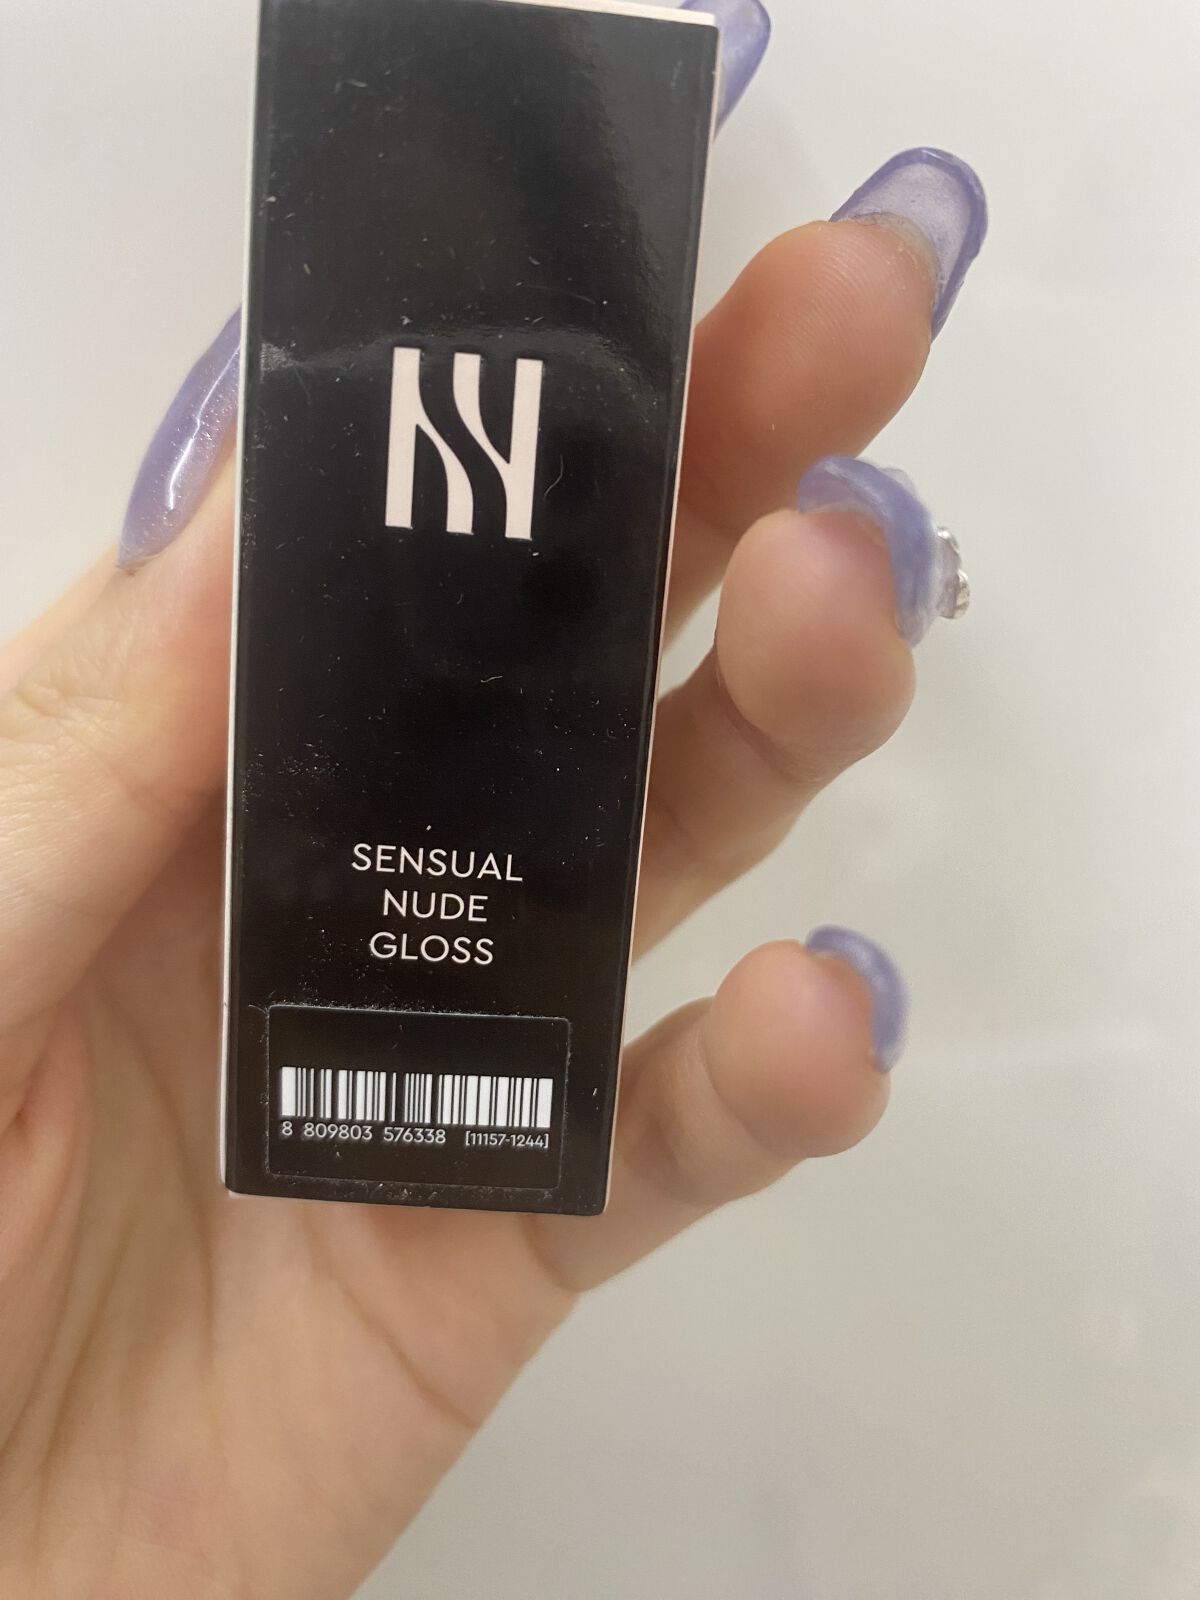 SENSUAL
NUDE
GLOSS
8 809803 576338 [11157-1244]